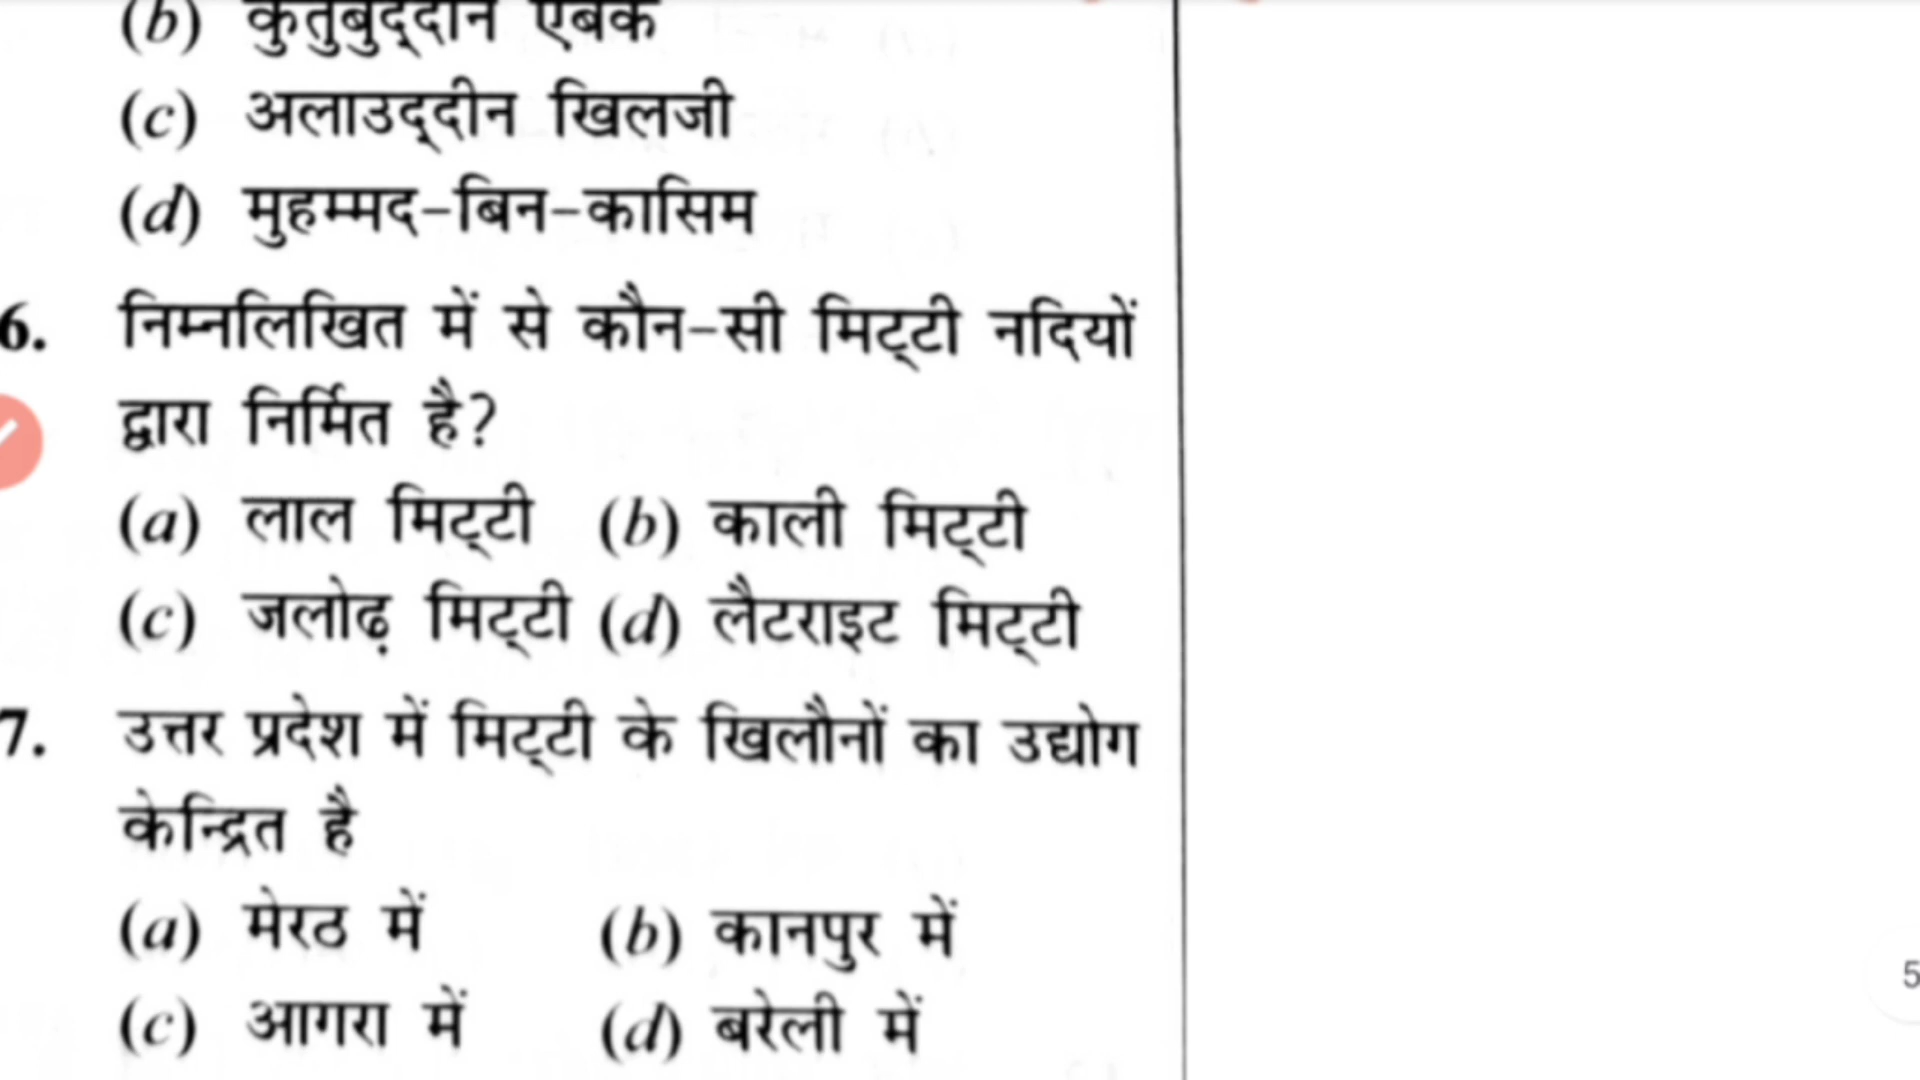 (b) कुतुबुद्दीन ऐबक
(c) अलाउद्दीन खिलजी
(d) मुहम्मद-बिन-कासिम
6. निम्नलिखित में से कौन-सी मिट्टी नदियों
द्वारा निर्मित है?
(a) लाल मिट्टी (b) काली मिट्टी
(c) जलोढ़ मिट्टी (d) लैटराइट मिट्टी
7. उत्तर प्रदेश में मिट्टी के खिलौनों का उद्योग
केन्द्रित है
(a) मेरठ में (b) कानपुर में
(c) आगरा में (d) बरेली में
5